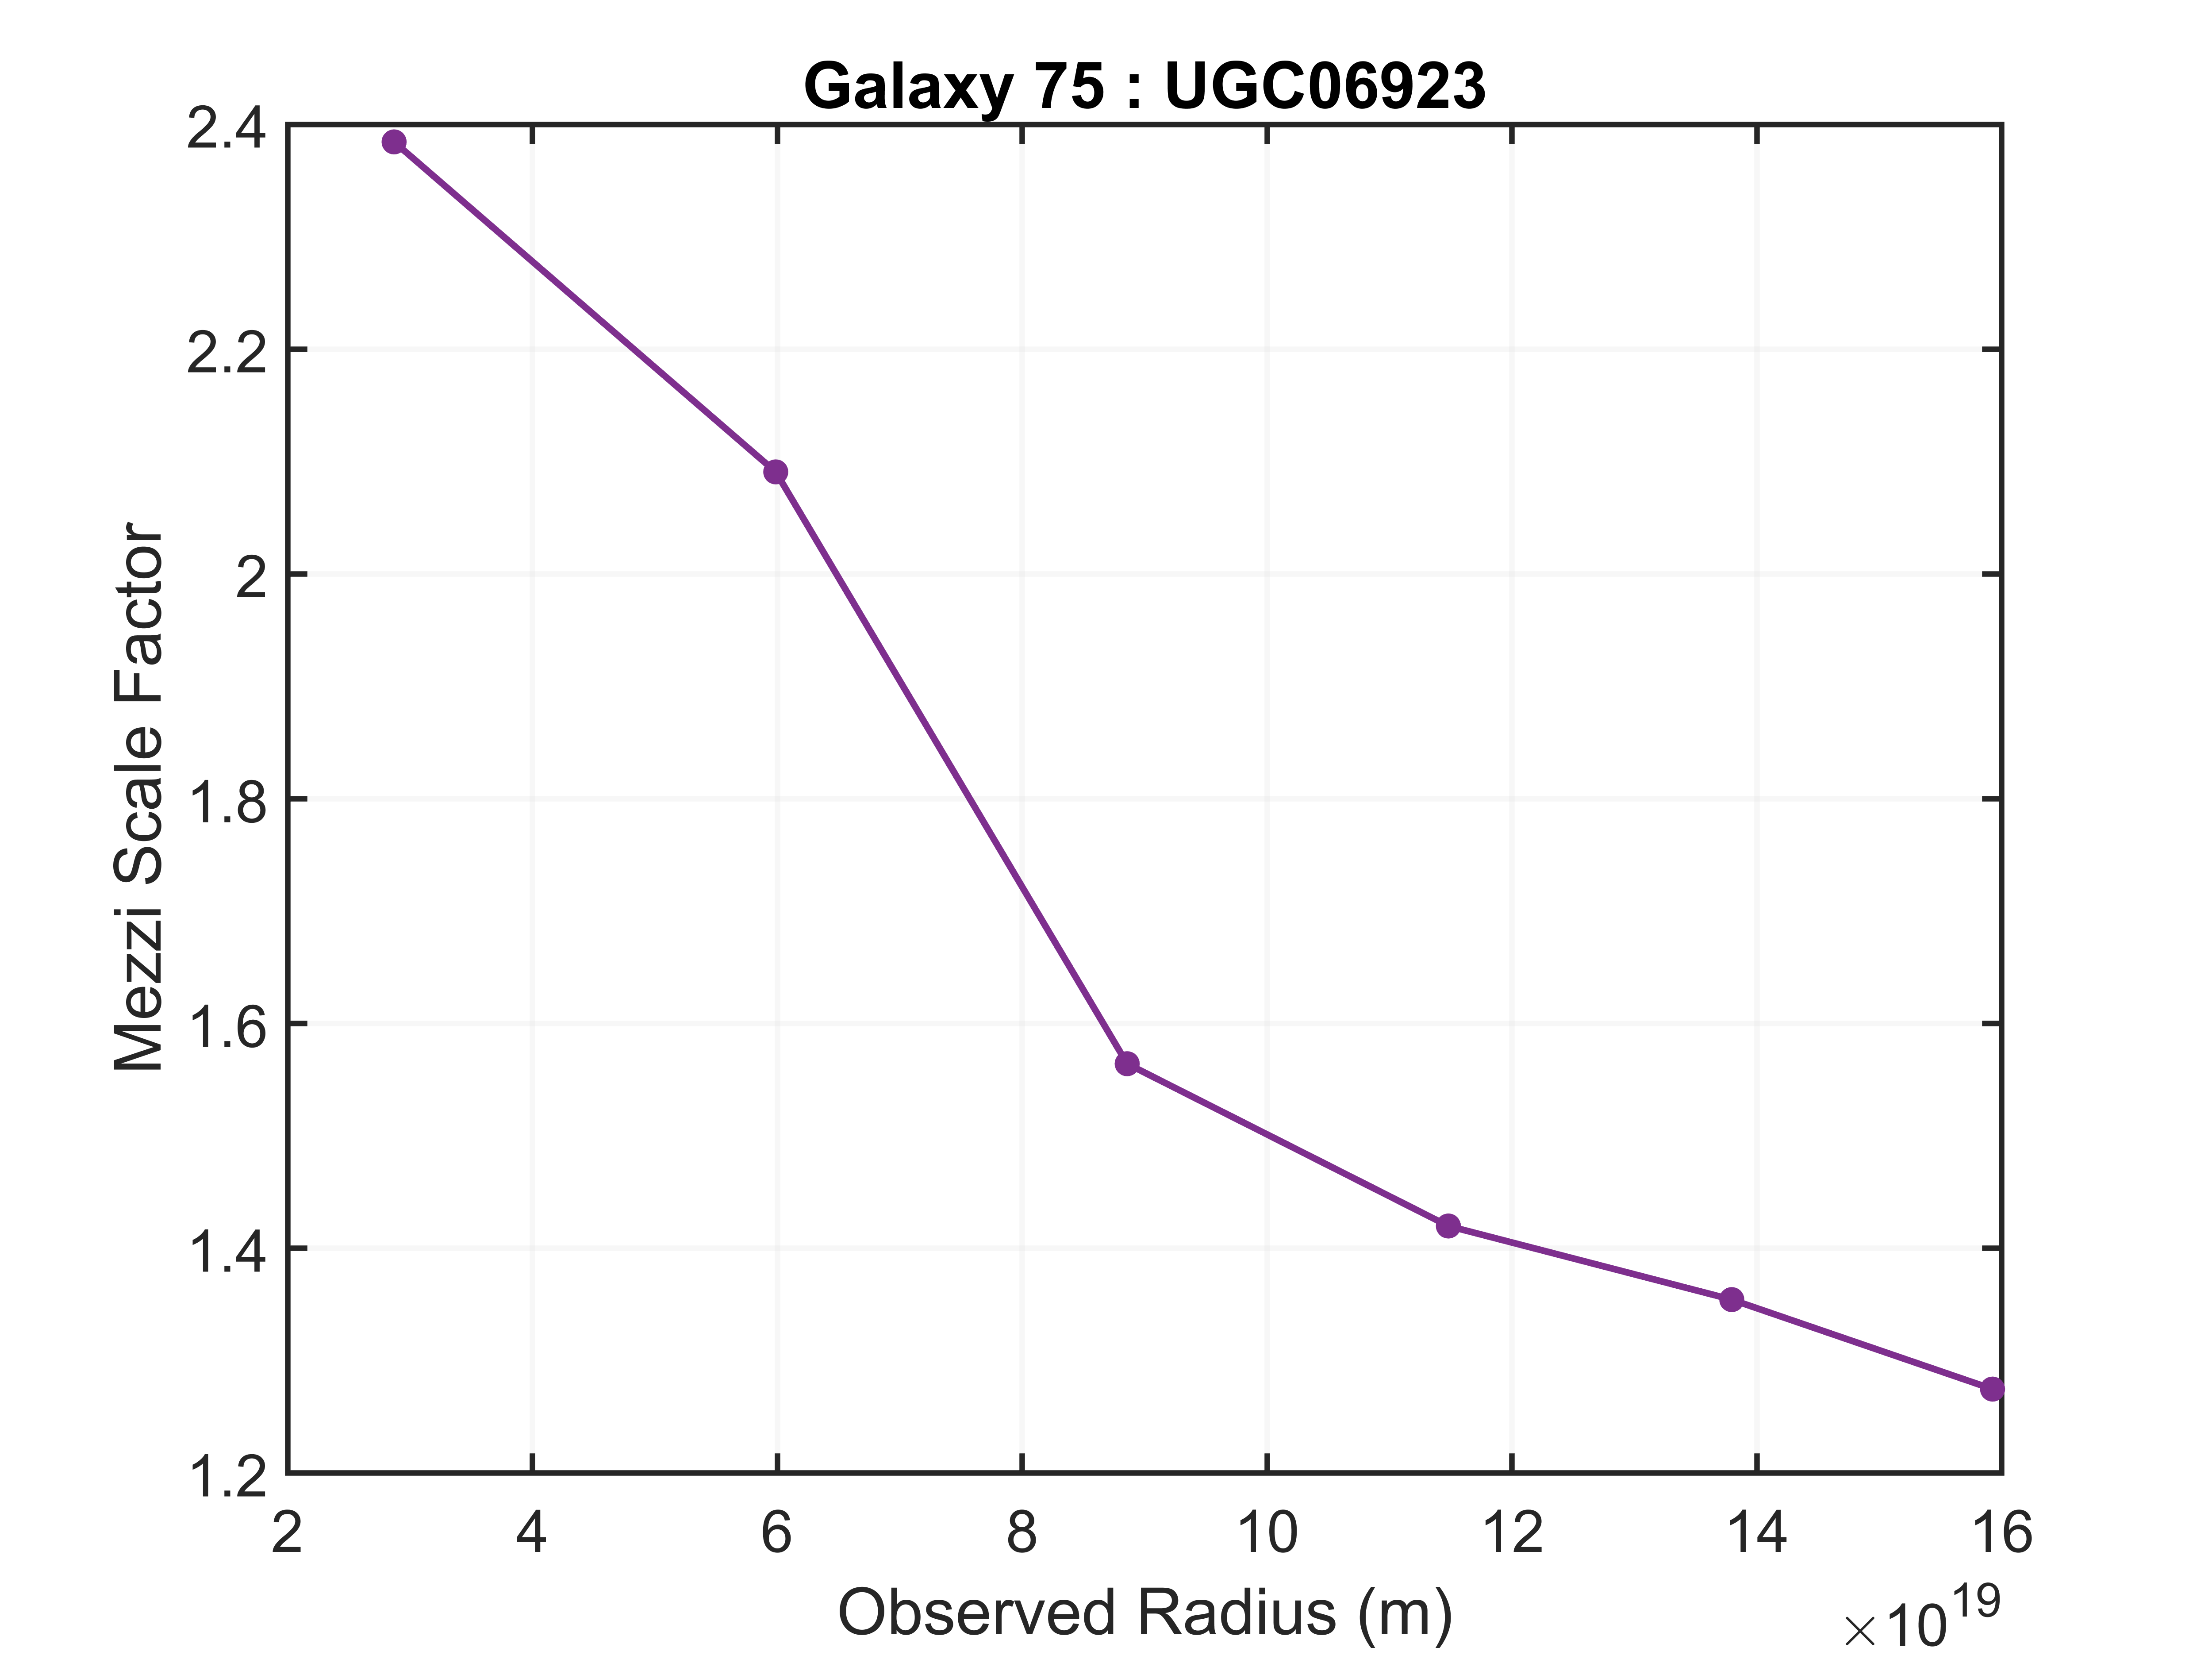 Galaxy 75 : UGC06923
2.4
2.2
2
1.8
1.6
1.4
1.2
Mezzi Scale Factor
2 4 6 8 10 12 14 16
Observed Radius (m)
×10^19